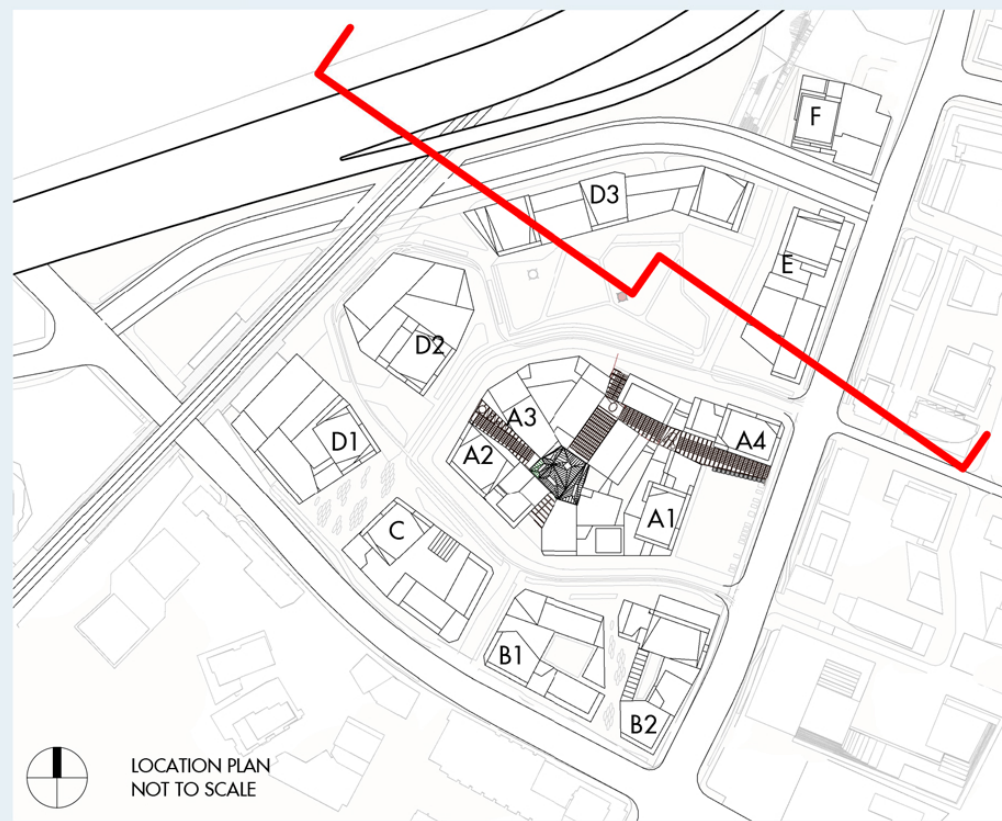 F
D3
E
D2
A3
A4
D1
A2
A1
C
B1
B2
LOCATION PLAN
NOT TO SCALE